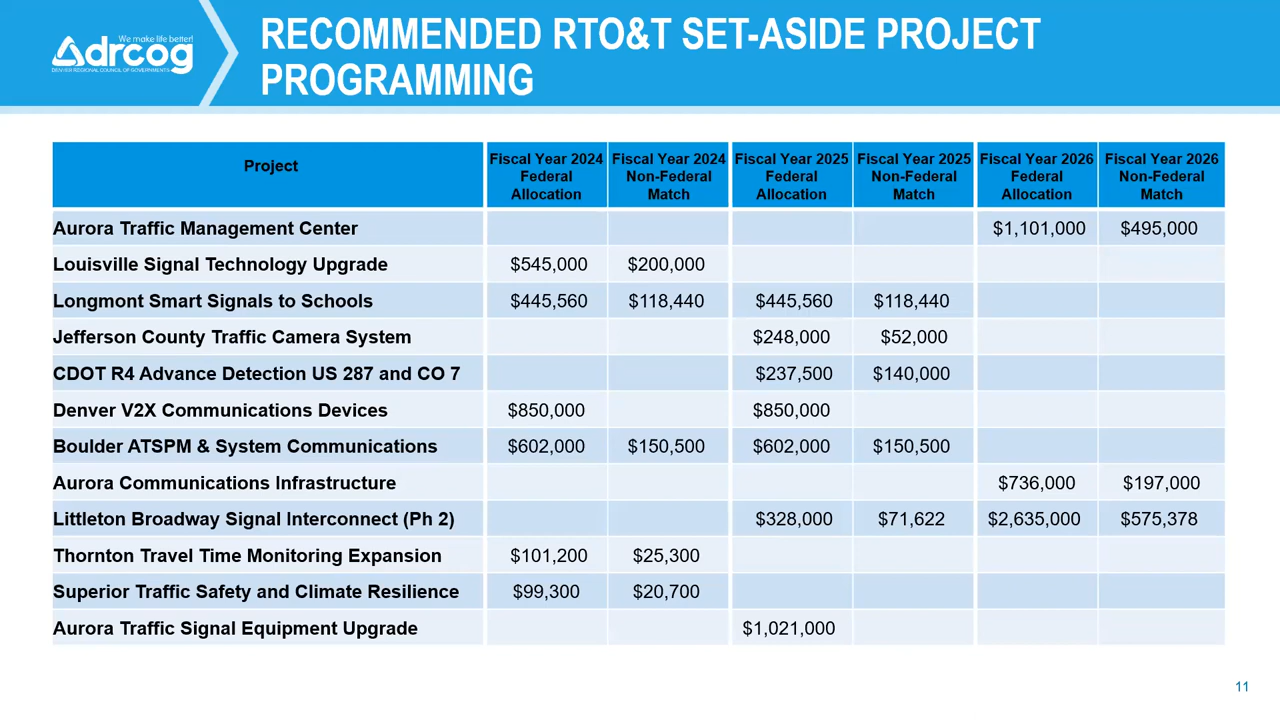 We make life better!
drcog
DENVER REGIONAL COUNCIL OF GOVERNMENTS
RECOMMENDED RTO&T SET-ASIDE PROJECT
PROGRAMMING
Project Fiscal Year 2024 Federal Allocation Fiscal Year 2024 Non-Federal Match Fiscal Year 2025 Federal Allocation Fiscal Year 2025 Non-Federal Match Fiscal Year 2026 Federal Allocation Fiscal Year 2026 Non-Federal Match
Aurora Traffic Management Center $1,101,000 $495,000
Louisville Signal Technology Upgrade $545,000 $200,000
Longmont Smart Signals to Schools $445,560 $118,440 $445,560 $118,440
Jefferson County Traffic Camera System $248,000 $52,000
CDOT R4 Advance Detection US 287 and CO 7 $237,500 $140,000
Denver V2X Communications Devices $850,000 $850,000
Boulder ATSPM & System Communications $602,000 $150,500 $602,000 $150,500
Aurora Communications Infrastructure $736,000 $197,000
Littleton Broadway Signal Interconnect (Ph 2) $328,000 $71,622 $2,635,000 $575,378
Thornton Travel Time Monitoring Expansion $101,200 $25,300
Superior Traffic Safety and Climate Resilience $99,300 $20,700
Aurora Traffic Signal Equipment Upgrade $1,021,000
11